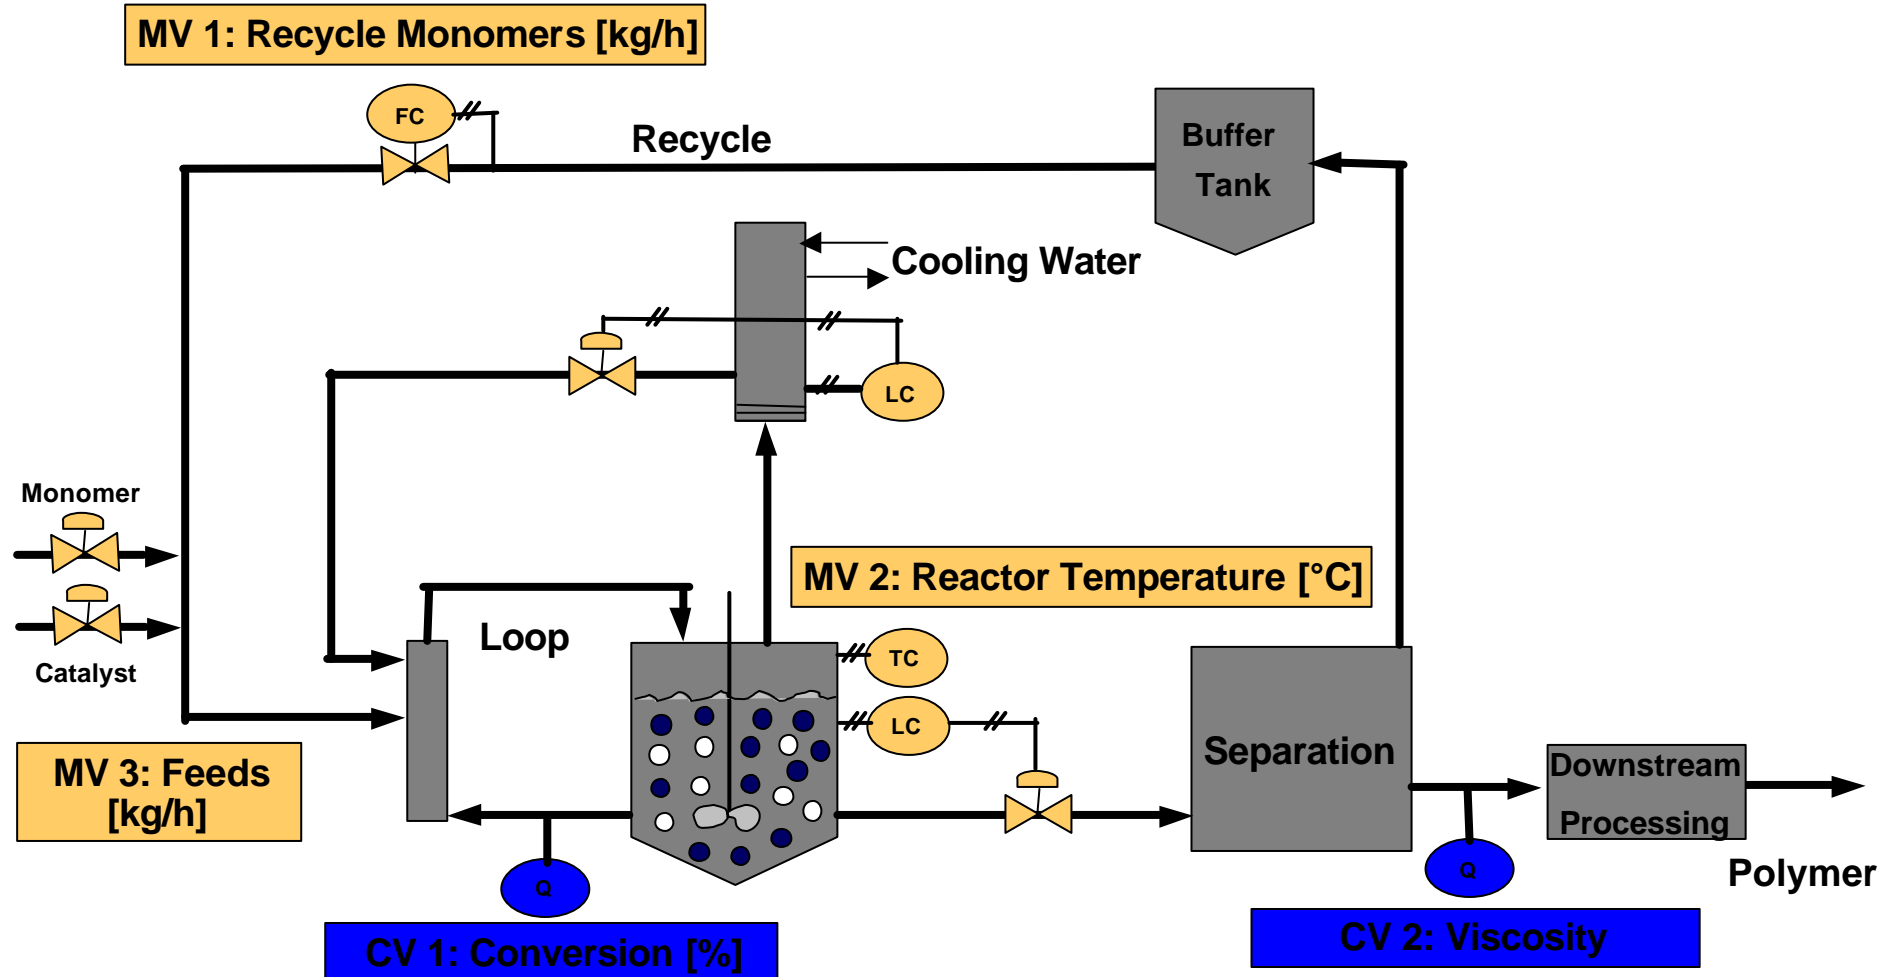 MV 1: Recycle Monomers [kg/h]
FC
Recycle
Buffer
Tank
Cooling Water
LC
Monomer
Catalyst
MV 2: Reactor Temperature [°C]
Loop
TC
LC
MV 3: Feeds
[kg/h]
Separation
Downstream
Processing
Polymer
Q
Q
CV 1: Conversion [%]
CV 2: Viscosity